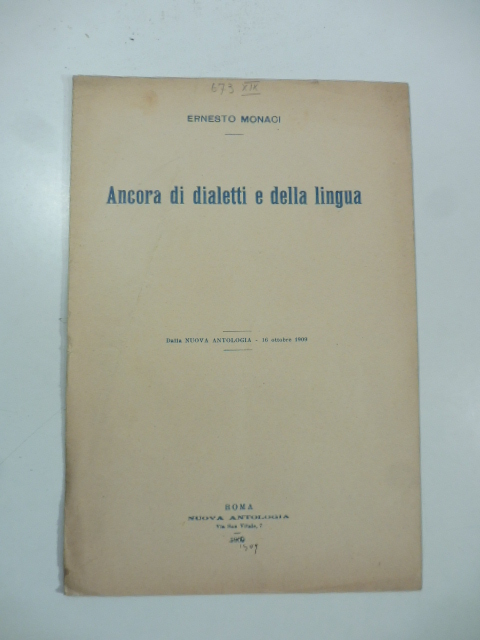 673 XIX
ERNESTO MONACI
Ancora di dialetti e della lingua
Dalla NUOVA ANTOLOGIA - 16 ottobre 1909
ROMA
NUOVA ANTOLOGIA
Via San Vitale, 7
1909